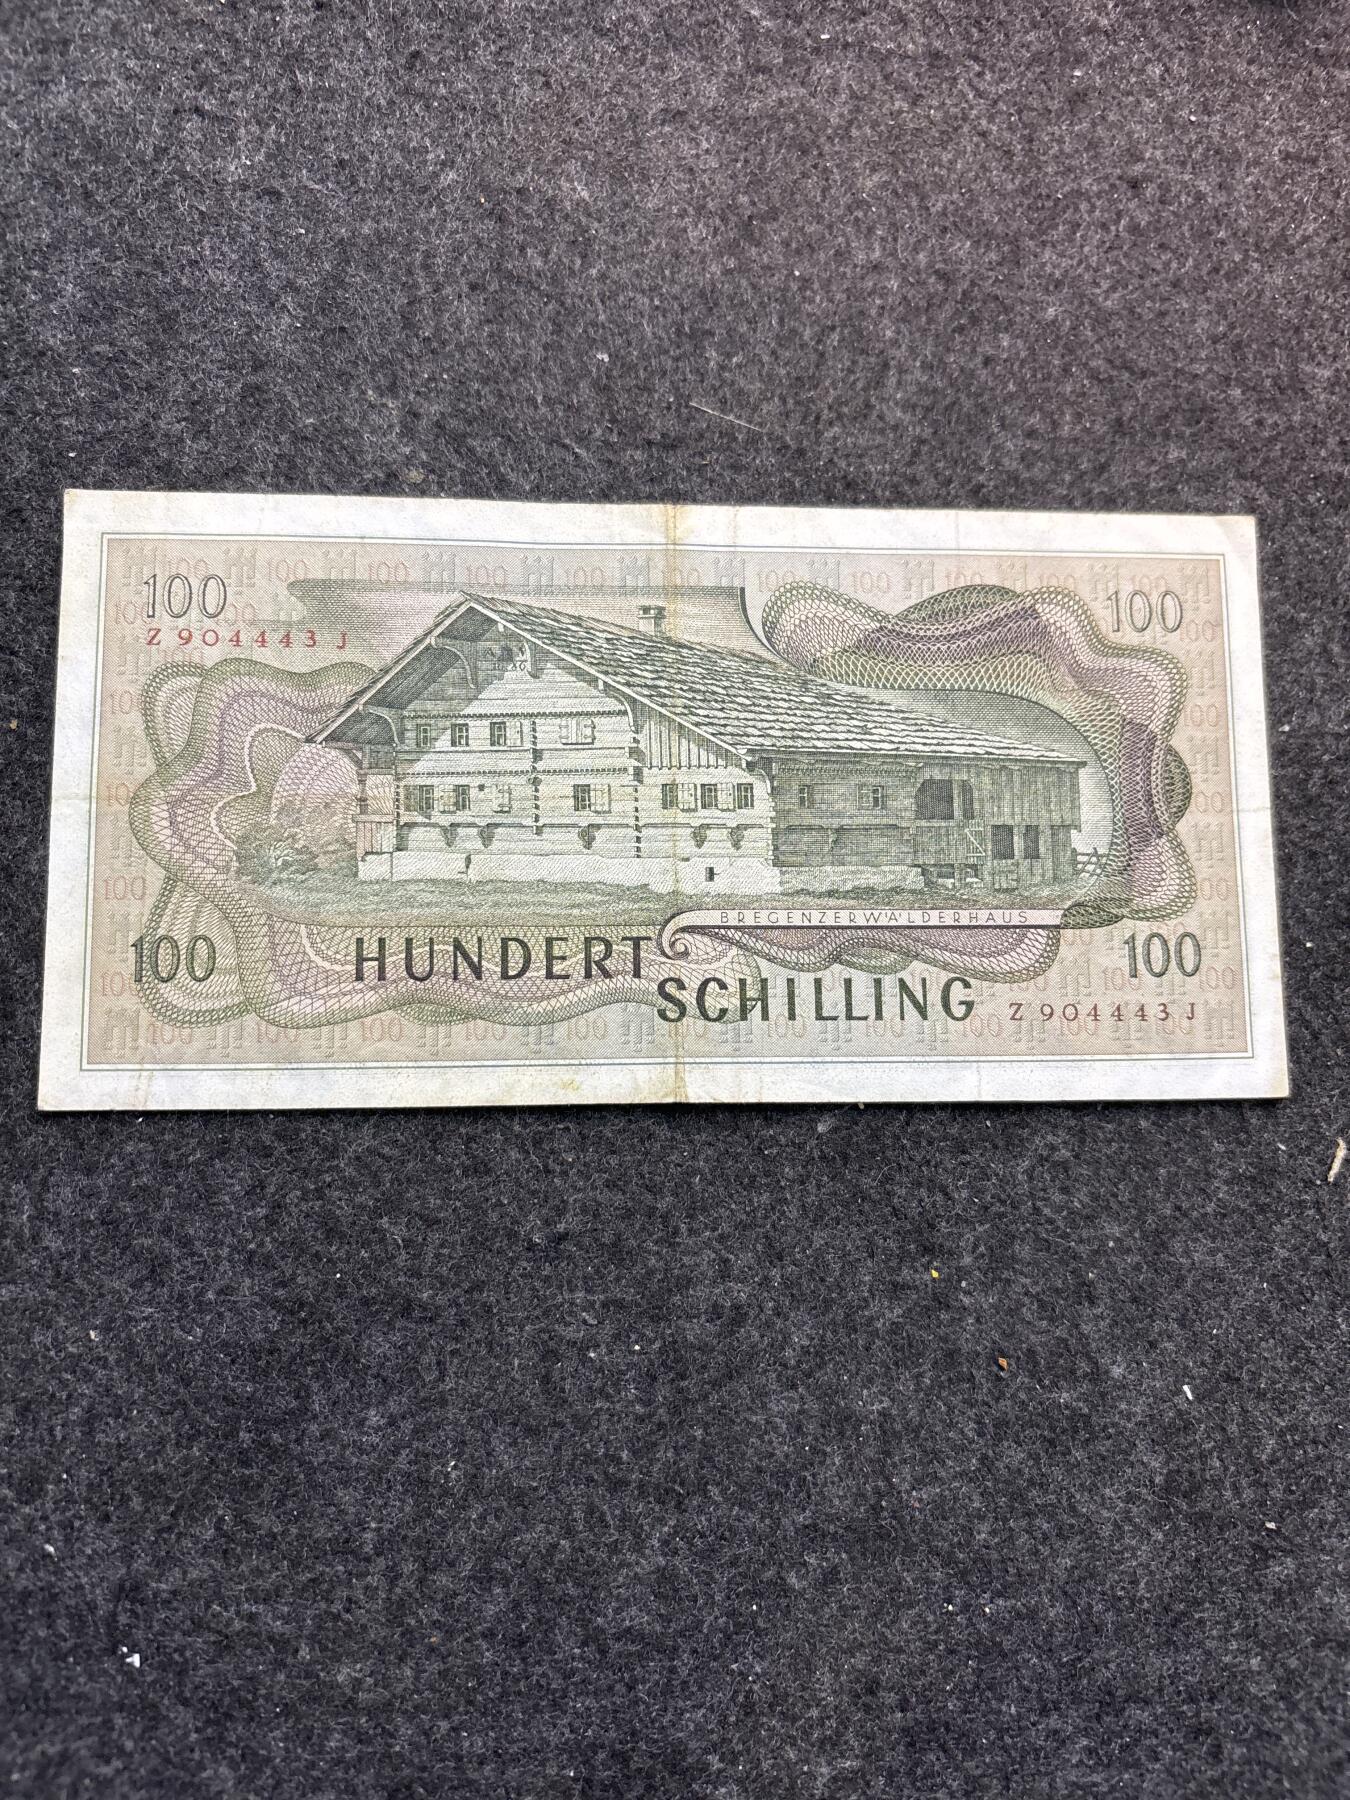 100
100
Z 904443 J
BREGENZERWÄLDERHAUS
100
HUNDERT
100
SCHILLING
Z 904443 J